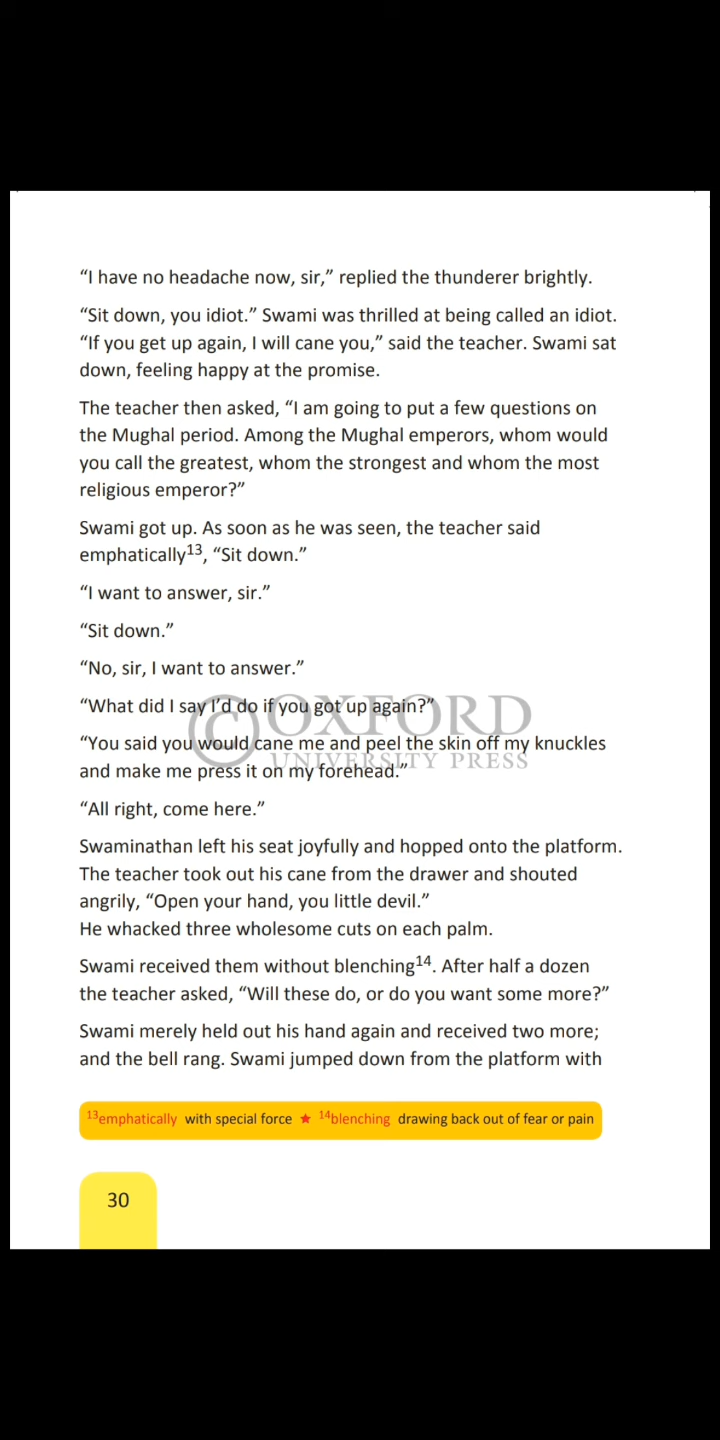 “I have no headache now, sir,” replied the thunderer brightly.
“Sit down, you idiot.” Swami was thrilled at being called an idiot.
“If you get up again, I will cane you,” said the teacher. Swami sat
down, feeling happy at the promise.
The teacher then asked, “I am going to put a few questions on
the Mughal period. Among the Mughal emperors, whom would
you call the greatest, whom the strongest and whom the most
religious emperor?”
Swami got up. As soon as he was seen, the teacher said
emphatically13, “Sit down.”
“I want to answer, sir.”
“Sit down.”
“No, sir, I want to answer.”
“What did I say I’d do if you got up again?”
© OXFORD
UNIVERSITY PRESS
“You said you would cane me and peel the skin off my knuckles
and make me press it on my forehead.”
“All right, come here.”
Swaminathan left his seat joyfully and hopped onto the platform.
The teacher took out his cane from the drawer and shouted
angrily, “Open your hand, you little devil.”
He whacked three wholesome cuts on each palm.
Swami received them without blenching14. After half a dozen
the teacher asked, “Will these do, or do you want some more?”
Swami merely held out his hand again and received two more;
and the bell rang. Swami jumped down from the platform with
13emphatically with special force ★ 14blenching drawing back out of fear or pain
30